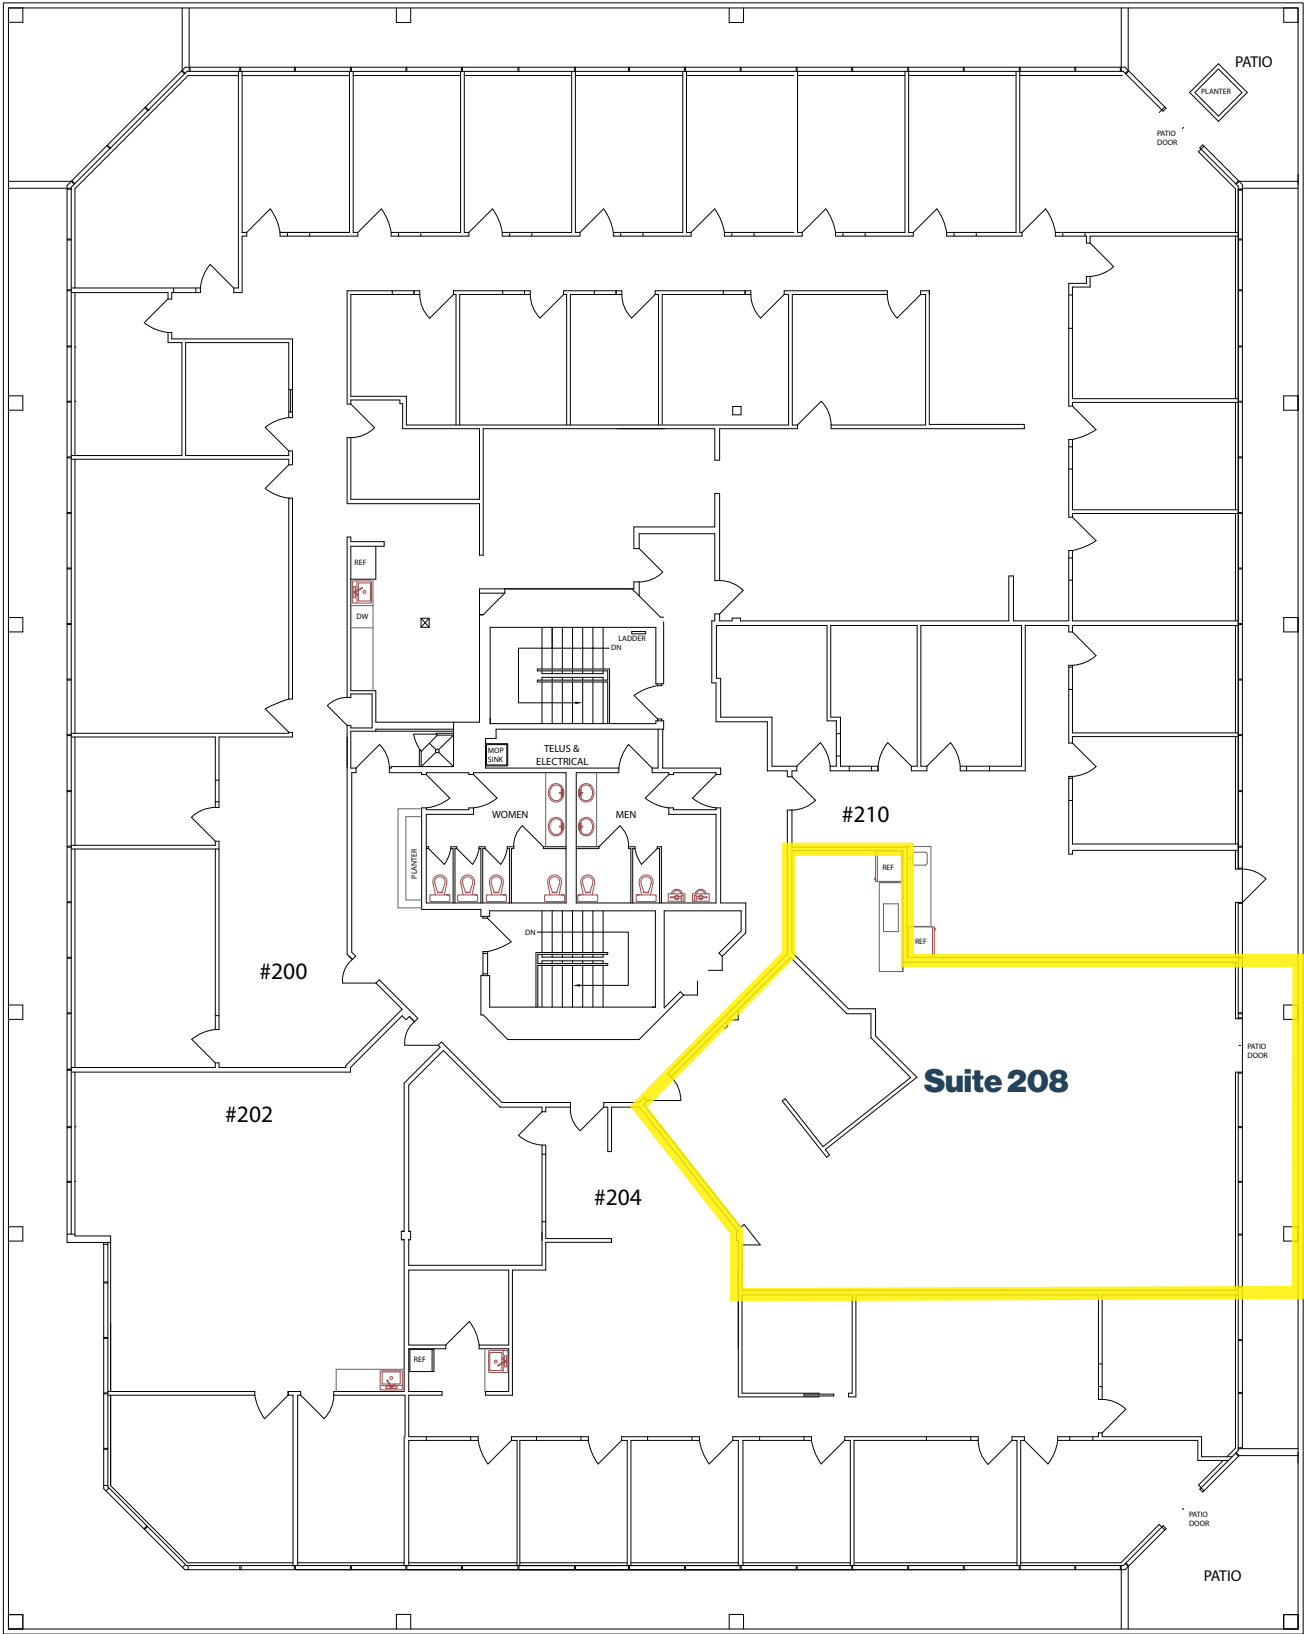 PATIO
PLANTER
PATIO
DOOR
REF
DW
LADDER
DN
MOP
SINK
TELUS &
ELECTRICAL
WOMEN
MEN
#210
PLANTER
REF
DN
REF
#200
PATIO
DOOR
Suite 208
#202
#204
REF
PATIO
DOOR
PATIO